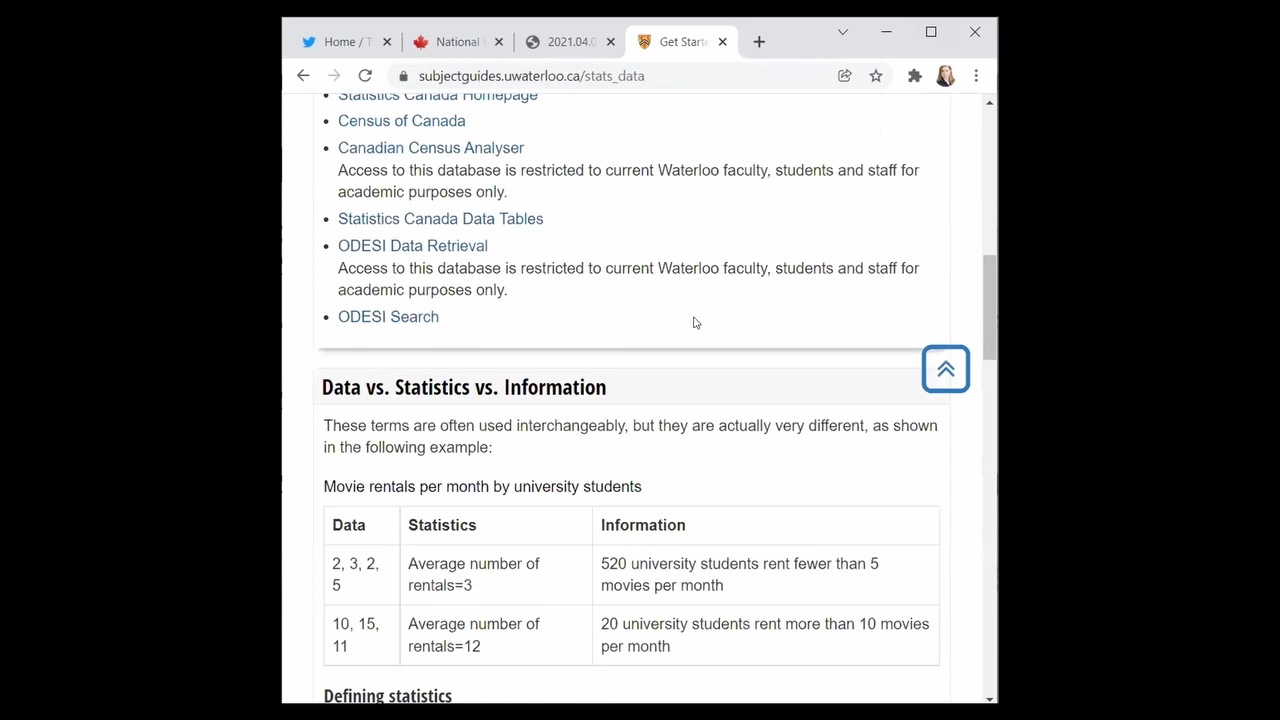 Home / T
National
2021.04.0
Get Starte
subjectguides.uwaterloo.ca/stats_data
Statistics Canada Homepage
Census of Canada
Canadian Census Analyser
Access to this database is restricted to current Waterloo faculty, students and staff for
academic purposes only.
Statistics Canada Data Tables
ODESI Data Retrieval
Access to this database is restricted to current Waterloo faculty, students and staff for
academic purposes only.
ODESI Search
Data vs. Statistics vs. Information
These terms are often used interchangeably, but they are actually very different, as shown
in the following example:
Movie rentals per month by university students
Data Statistics Information
2, 3, 2, Average number of 520 university students rent fewer than 5
5 rentals=3 movies per month
10, 15, Average number of 20 university students rent more than 10 movies
11 rentals=12 per month
Defining statistics